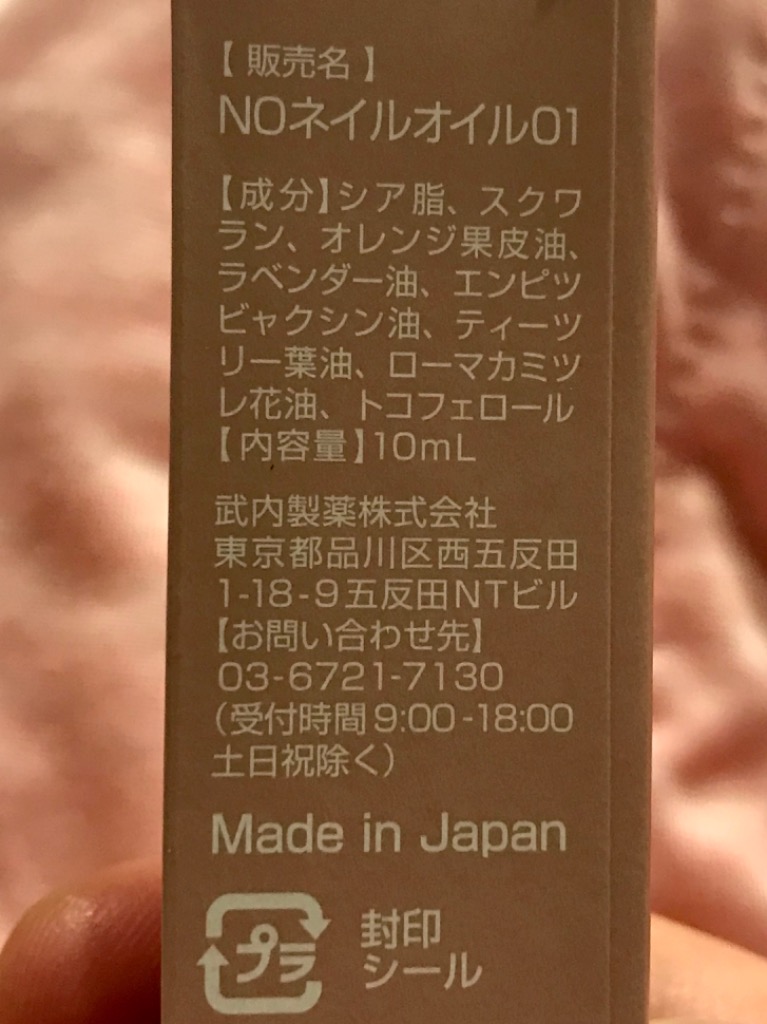 【 販売名 】
NOネイルオイル01
【成分】シア脂、スクワ
ラン、オレンジ果皮油、
ラベンダー油、エンピツ
ビャクシン油、ティーツ
リー葉油、ローマカミツ
レ花油、トコフェロール
【内容量】10mL
武内製薬株式会社
東京都品川区西五反田
1-18-9五反田NTビル
【お問い合わせ先】
03-6721-7130
（受付時間 9:00-18:00
土日祝除く）
Made in Japan
プラ
封印
シール